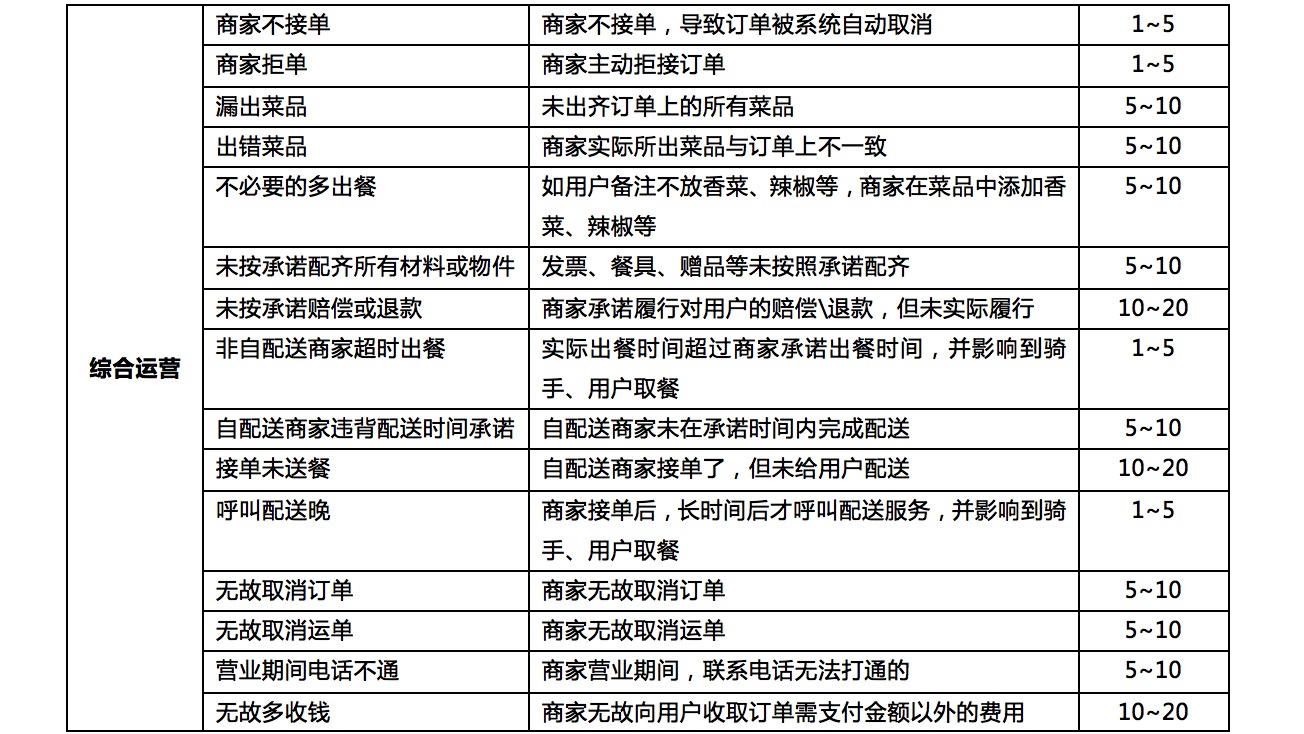 综合运营
商家不接单 商家不接单，导致订单被系统自动取消 1~5
商家拒单 商家主动拒接订单 1~5
漏出菜品 未出齐订单上的所有菜品 5~10
出错菜品 商家实际所出菜品与订单上不一致 5~10
不必要的多出餐 如用户备注不放香菜、辣椒等，商家在菜品中添加香 5~10
菜、辣椒等
未按承诺配齐所有材料或物件 发票、餐具、赠品等未按照承诺配齐 5~10
未按承诺赔偿或退款 商家承诺履行对用户的赔偿\退款，但未实际履行 10~20
非自配送商家超时出餐 实际出餐时间超过商家承诺出餐时间，并影响到骑 1~5
手、用户取餐
自配送商家违背配送时间承诺 自配送商家未在承诺时间内完成配送 5~10
接单未送餐 自配送商家接单了，但未给用户配送 10~20
呼叫配送晚 商家接单后，长时间后才呼叫配送服务，并影响到骑 1~5
手、用户取餐
无故取消订单 商家无故取消订单 5~10
无故取消运单 商家无故取消运单 5~10
营业期间电话不通 商家营业期间，联系电话无法打通的 5~10
无故多收钱 商家无故向用户收取订单需支付金额以外的费用 10~20